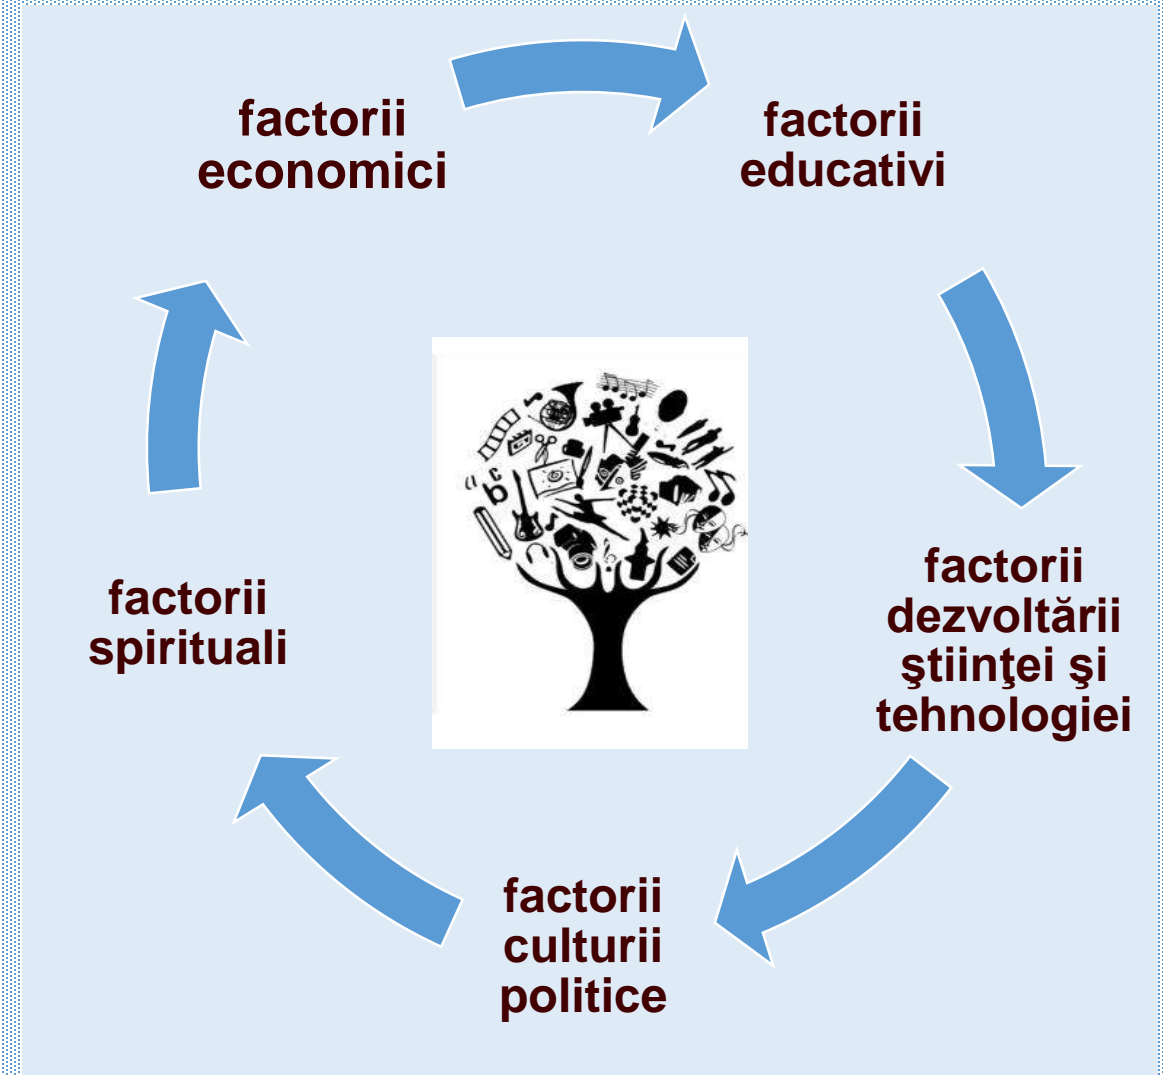 factorii
economici
factorii
educativi
factorii
dezvoltării
ştiinţei şi
tehnologiei
factorii
culturii
politice
factorii
spirituali